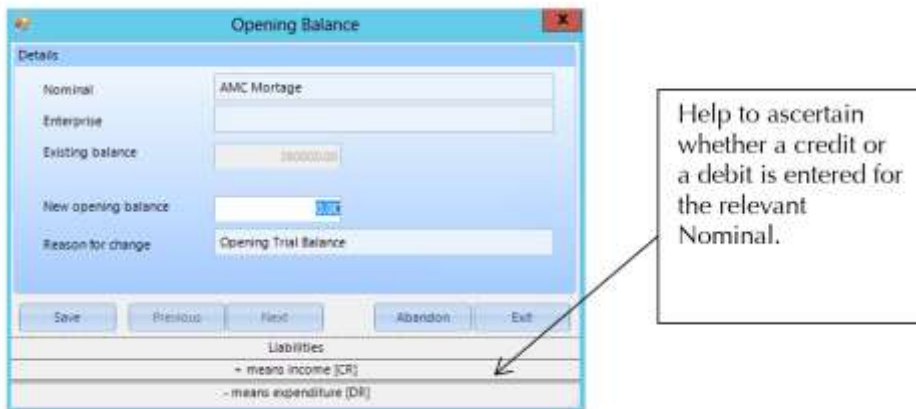 Opening Balance
X
Details
Nominal
AMC Mortage
Enterprise
Existing balance
New opening balance
0.00
Reason for change
Opening Trial Balance
Save
Previous
Next
Abandon
Exit
Liabilities
+ means income [CR]
- means expenditure [DR]
Help to ascertain
whether a credit or
a debit is entered for
the relevant
Nominal.